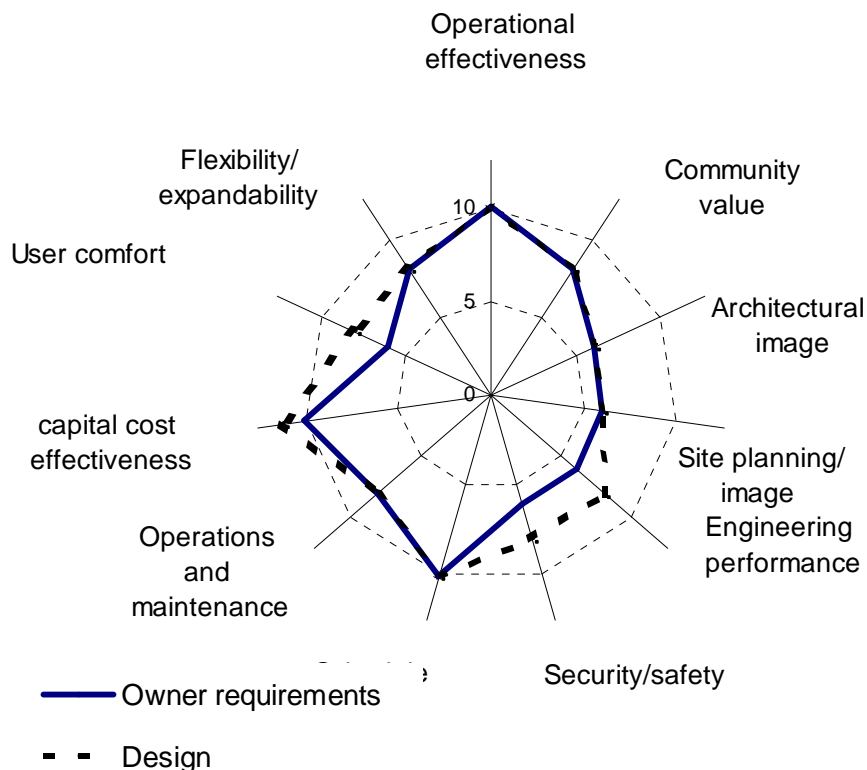 Operational
effectiveness
Flexibility/
expandability
Community
value
User comfort
10
Architectural
image
5
0
capital cost
effectiveness
Site planning/
image
Engineering
performance
Operations
and
maintenance
Security/safety
Owner requirements
Design